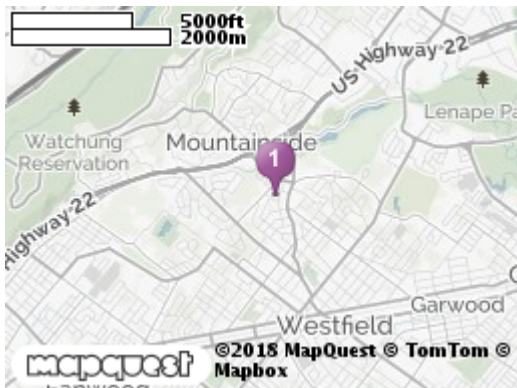 5000ft
2000m
US Highway 22
Lenape Pa
Watchung
Reservation
Mountainside
1
Highway 22
Garwood
Westfield
mapquest
©2018 MapQuest © TomTom ©
Mapbox